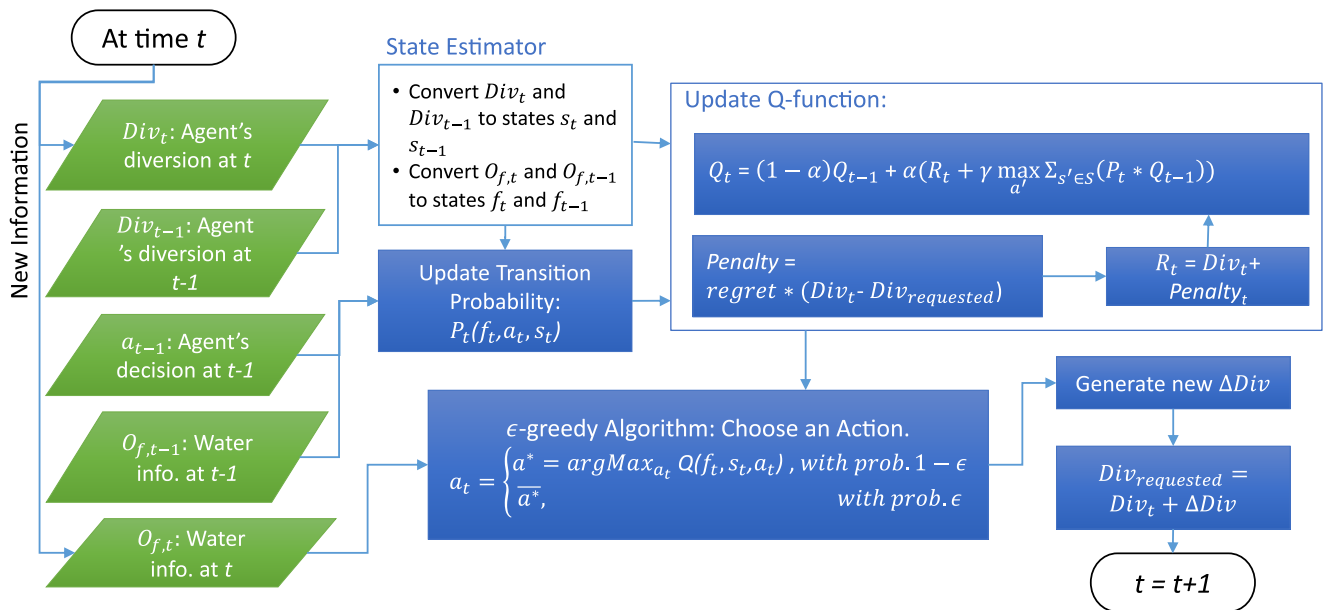 At time t
New Information
Div_t: Agent's
diversion at t
Div_{t−1}: Agent
's diversion at
t-1
a_{t−1}: Agent's
decision at t-1
O_{f,t−1}: Water
info. at t-1
O_{f,t}: Water
info. at t
State Estimator
• Convert Div_t and
Div_{t−1} to states s_t and
s_{t−1}
• Convert O_{f,t} and O_{f,t−1}
to states f_t and f_{t−1}
Update Transition
Probability:
P_t(f_t,a_t,s_t)
Update Q-function:
Q_t = (1 − α)Q_{t−1} + α(R_t + γ max_{a′} Σ_{s′∈S}(P_t * Q_{t−1}))
Penalty =
regret * (Div_t- Div_{requested})
R_t = Div_t+
Penalty_t
ϵ-greedy Algorithm: Choose an Action.
a_t = { a* = argMax_{a_t} Q(f_t,s_t,a_t) , with prob. 1 − ϵ
\overline{a*}, with prob. ϵ
Generate new ΔDiv
Div_{requested} =
Div_t + ΔDiv
t = t+1